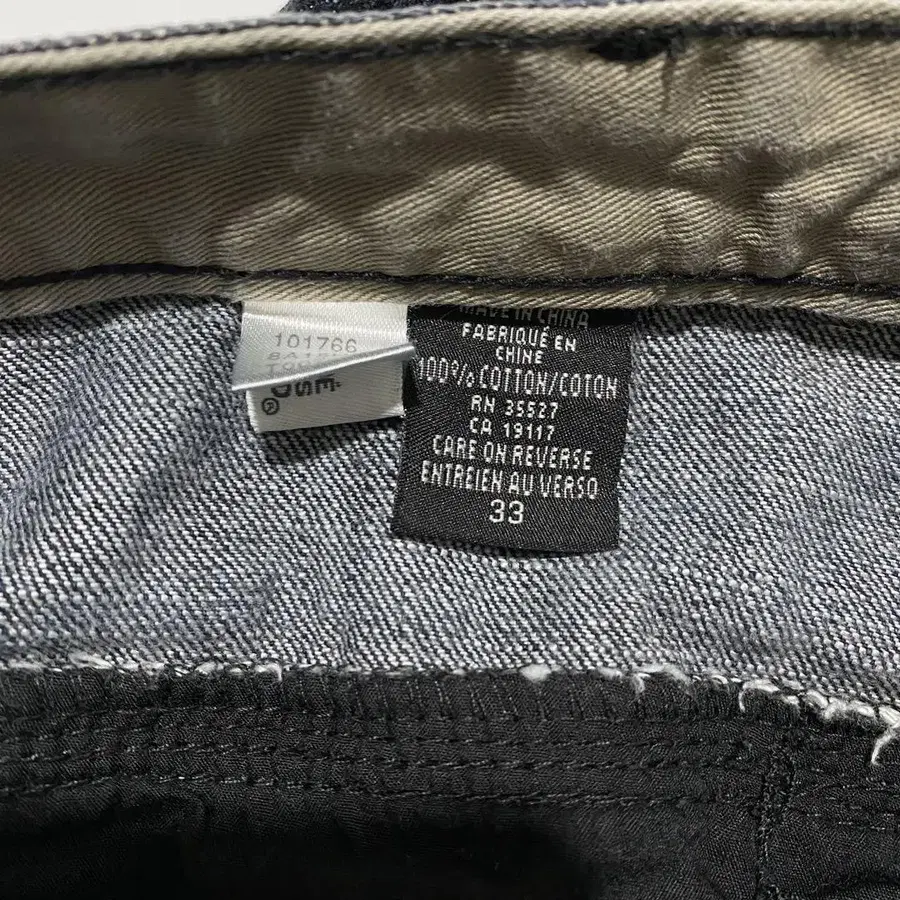 101766
MADE IN CHINA
FABRIQUÉ EN
CHINE
100% COTTON/COTON
RN 35527
CA 19117
CARE ON REVERSE
ENTREIEN AU VERSO
33